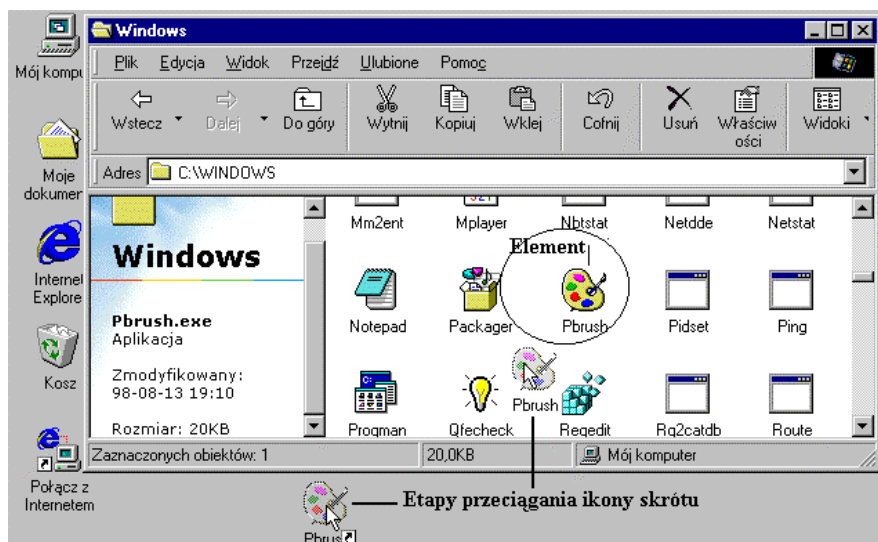 Mój kompu
Moje
dokumer
Internel
Explore
Kosz
Połącz z
Internetem
Windows
Plik Edycja Widok Przejdź Ulubione Pomoc
Wstecz Dalej Do góry Wytnij Kopiuj Wklej Cofnij Usuń Właściw Widoki
ości
Adres C:\WINDOWS
Windows
Pbrush.exe
Aplikacja
Zmodyfikowany:
98-08-13 19:10
Rozmiar: 20KB
Mm2ent Mplayer Nbtstat Netdde Netstat
Element
Notepad Packager Pbrush Pidset Ping
Pbrush
Progman Qfecheck Regedit Rg2catdb Route
Zaznaczonych obiektów: 1 20,0KB Mój komputer
Etapy przeciągania ikony skrótu
Pbrus